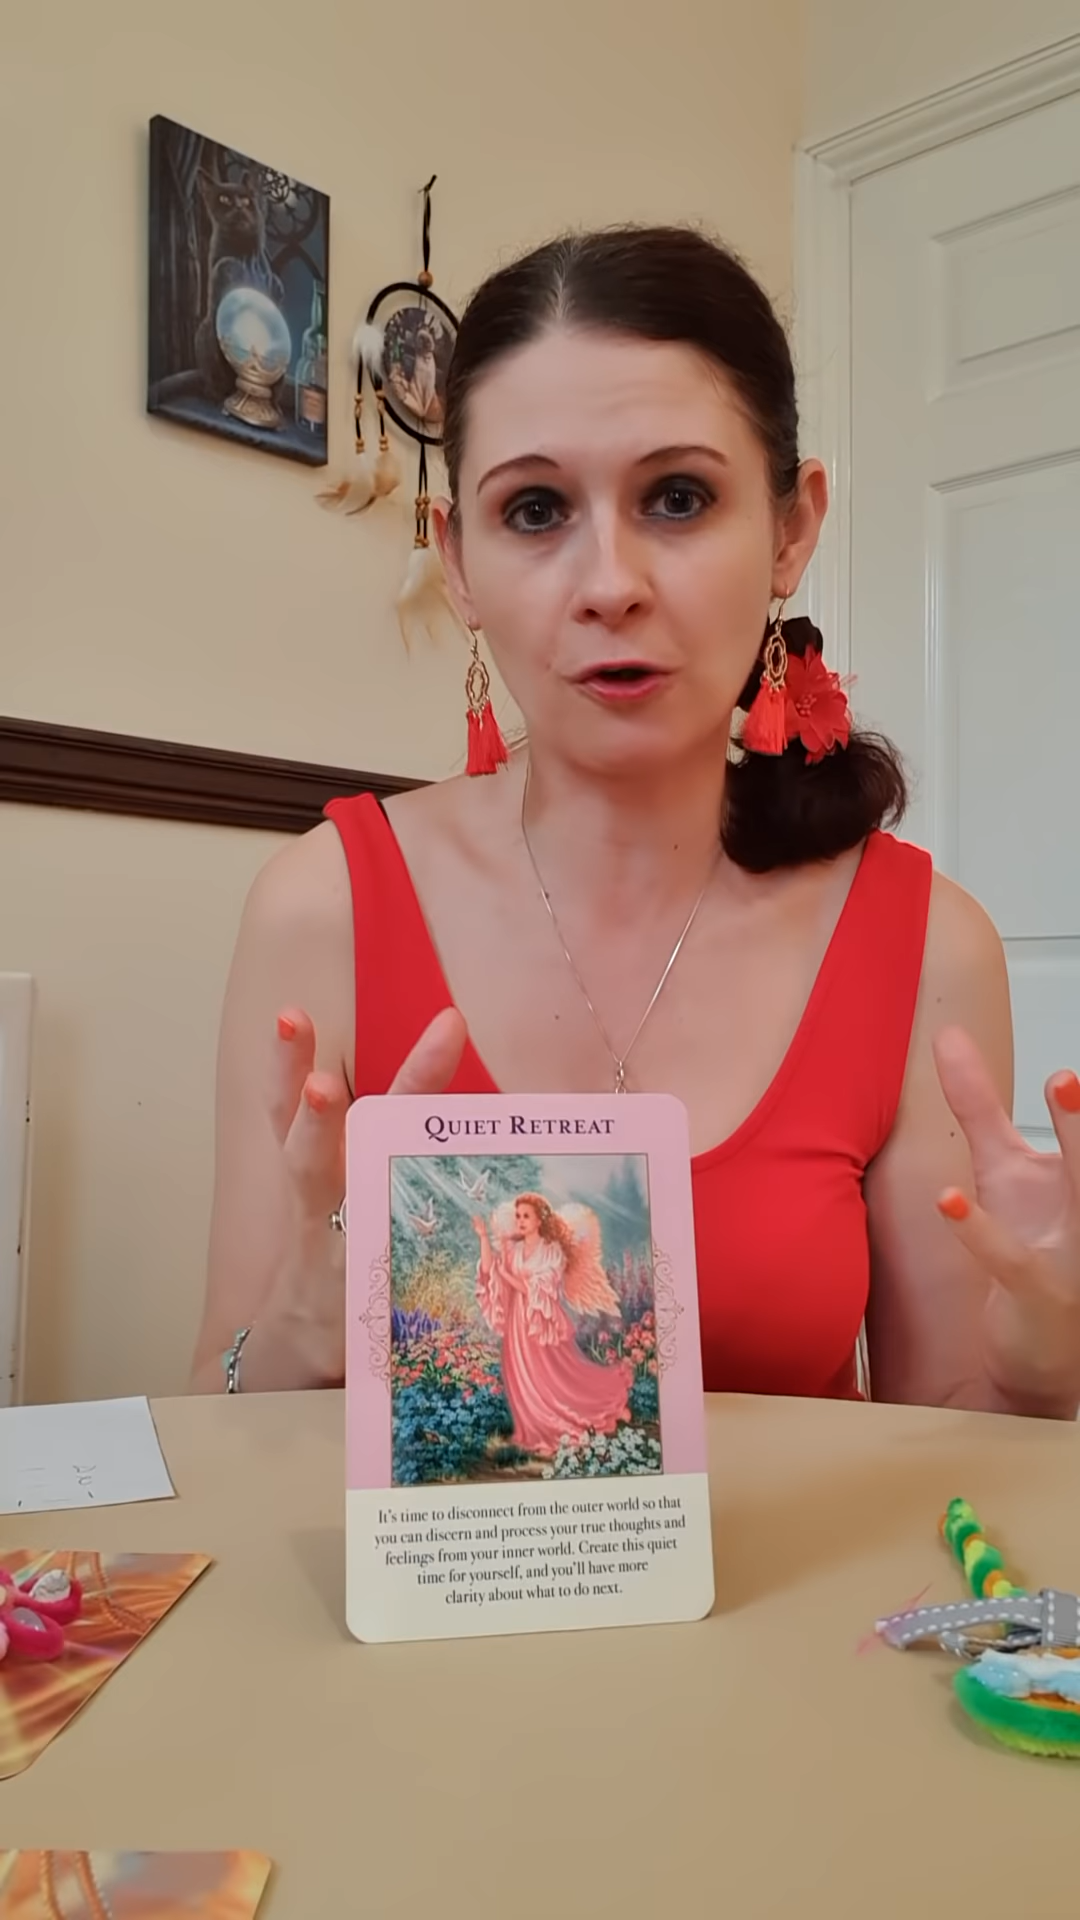 QUIET RETREAT
It's time to disconnect from the outer world so that
you can discern and process your true thoughts and
feelings from your inner world. Create this quiet
time for yourself, and you'll have more
clarity about what to do next.